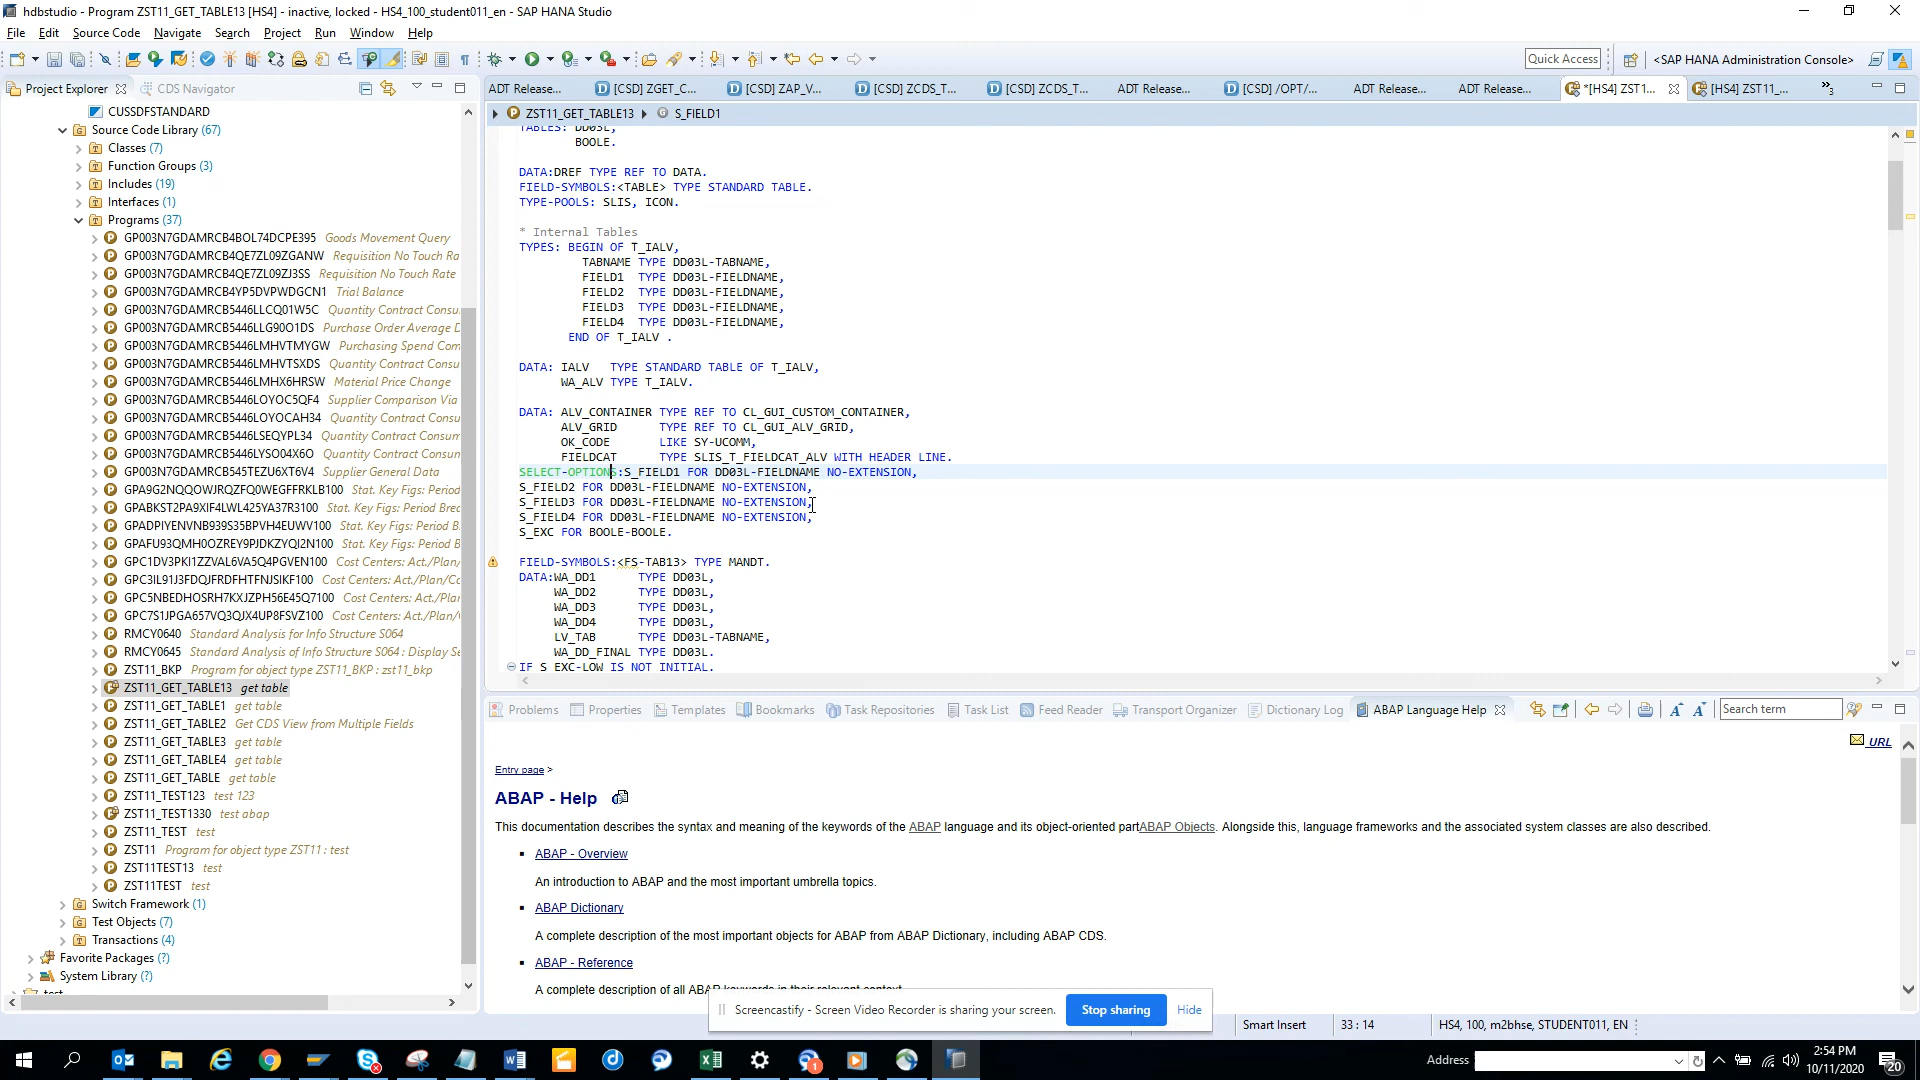 hdbstudio - Program ZST11_GET_TABLE13 [HS4] - inactive, locked - HS4_100_student011_en - SAP HANA Studio
File Edit Source Code Navigate Search Project Run Window Help
Quick Access <SAP HANA Administration Console>
Project Explorer CDS Navigator
ADT Release... [CSD] ZGET_C... [CSD] ZAP_V... [CSD] ZCDS_T... [CSD] ZCDS_T... ADT Release... [CSD] /OPT/... ADT Release... ADT Release... *[HS4] ZST1... [HS4] ZST11_... 3
ZST11_GET_TABLE13 S_FIELD1
CUSSDFSTANDARD
Source Code Library (67)
Classes (7)
Function Groups (3)
Includes (19)
Interfaces (1)
Programs (37)
GP003N7GDAMRCB4BOL74DCPE395 Goods Movement Query
GP003N7GDAMRCB4QE7ZL09ZGANW Requisition No Touch Ra
GP003N7GDAMRCB4QE7ZL09ZJ3SS Requisition No Touch Rate
GP003N7GDAMRCB4YP5DVPWDGCN1 Trial Balance
GP003N7GDAMRCB5446LLCQ01W5C Quantity Contract Consu
GP003N7GDAMRCB5446LLG90O1DS Purchase Order Average D
GP003N7GDAMRCB5446LMHVTMYGW Purchasing Spend Com
GP003N7GDAMRCB5446LMHVTSXDS Quantity Contract Consu
GP003N7GDAMRCB5446LMHX6HRSW Material Price Change
GP003N7GDAMRCB5446LOYOC5QF4 Supplier Comparison Via
GP003N7GDAMRCB5446LOYOCAH34 Quantity Contract Consu
GP003N7GDAMRCB5446LSEQYPL34 Quantity Contract Consum
GP003N7GDAMRCB5446LYSO04X6O Quantity Contract Consu
GP003N7GDAMRCB545TEZU6XT6V4 Supplier General Data
GPA9G2NQQOWJRQZFQ0WEGFFRKLB100 Stat. Key Figs: Period
GPABKST2PA9XIF4LWL425YA37R3100 Stat. Key Figs: Period Brec
GPADPIYENVNB939S35BPVH4EUWV100 Stat. Key Figs: Period B
GPAFU93QMH0OZREY9PJDKZYQI2N100 Stat. Key Figs: Period B
GPC1DV3PKI1ZZVAL6VA5Q4PGVEN100 Cost Centers: Act./Plan
GPC3IL91J3FDQJFRDFHTFNJSIKF100 Cost Centers: Act./Plan/Cc
GPC5NBEDHOSRH7KXJZPH56E45Q7100 Cost Centers: Act./Plan
GPC7S1JPGA657VQ3QJX4UP8FSVZ100 Cost Centers: Act./Plan/
RMCY0640 Standard Analysis for Info Structure S064
RMCY0645 Standard Analysis of Info Structure S064 : Display Se
ZST11_BKP Program for object type ZST11_BKP : zst11_bkp
ZST11_GET_TABLE13 get table
ZST11_GET_TABLE1 get table
ZST11_GET_TABLE2 Get CDS View from Multiple Fields
ZST11_GET_TABLE3 get table
ZST11_GET_TABLE4 get table
ZST11_GET_TABLE get table
ZST11_TEST123 test 123
ZST11_TEST1330 test abap
ZST11_TEST test
ZST11 Program for object type ZST11 : test
ZST11TEST13 test
ZST11TEST test
Switch Framework (1)
Test Objects (7)
Transactions (4)
Favorite Packages (?)
System Library (?)
test
TABLES: DD03L,
BOOLE.
DATA:DREF TYPE REF TO DATA.
FIELD-SYMBOLS:<TABLE> TYPE STANDARD TABLE.
TYPE-POOLS: SLIS, ICON.
* Internal Tables
TYPES: BEGIN OF T_IALV,
TABNAME TYPE DD03L-TABNAME,
FIELD1 TYPE DD03L-FIELDNAME,
FIELD2 TYPE DD03L-FIELDNAME,
FIELD3 TYPE DD03L-FIELDNAME,
FIELD4 TYPE DD03L-FIELDNAME,
END OF T_IALV .
DATA: IALV TYPE STANDARD TABLE OF T_IALV,
WA_ALV TYPE T_IALV.
DATA: ALV_CONTAINER TYPE REF TO CL_GUI_CUSTOM_CONTAINER,
ALV_GRID TYPE REF TO CL_GUI_ALV_GRID,
OK_CODE LIKE SY-UCOMM,
FIELDCAT TYPE SLIS_T_FIELDCAT_ALV WITH HEADER LINE.
SELECT-OPTIONS:S_FIELD1 FOR DD03L-FIELDNAME NO-EXTENSION,
S_FIELD2 FOR DD03L-FIELDNAME NO-EXTENSION,
S_FIELD3 FOR DD03L-FIELDNAME NO-EXTENSION,
S_FIELD4 FOR DD03L-FIELDNAME NO-EXTENSION,
S_EXC FOR BOOLE-BOOLE.
FIELD-SYMBOLS:<FS-TAB13> TYPE MANDT.
DATA:WA_DD1 TYPE DD03L,
WA_DD2 TYPE DD03L,
WA_DD3 TYPE DD03L,
WA_DD4 TYPE DD03L,
LV_TAB TYPE DD03L-TABNAME,
WA_DD_FINAL TYPE DD03L.
IF S_EXC-LOW IS NOT INITIAL.
Problems Properties Templates Bookmarks Task Repositories Task List Feed Reader Transport Organizer Dictionary Log ABAP Language Help Search term
URL
Entry page >
ABAP - Help
This documentation describes the syntax and meaning of the keywords of the ABAP language and its object-oriented partABAP Objects. Alongside this, language frameworks and the associated system classes are also described.
ABAP - Overview
An introduction to ABAP and the most important umbrella topics.
ABAP Dictionary
A complete description of the most important objects for ABAP from ABAP Dictionary, including ABAP CDS.
ABAP - Reference
A complete description of all ABAP keywords in their relevant context.
Screencastify - Screen Video Recorder is sharing your screen. Stop sharing Hide
Smart Insert 33 : 14 HS4, 100, m2bhse, STUDENT011, EN
Address
2:54 PM
10/11/2020
20